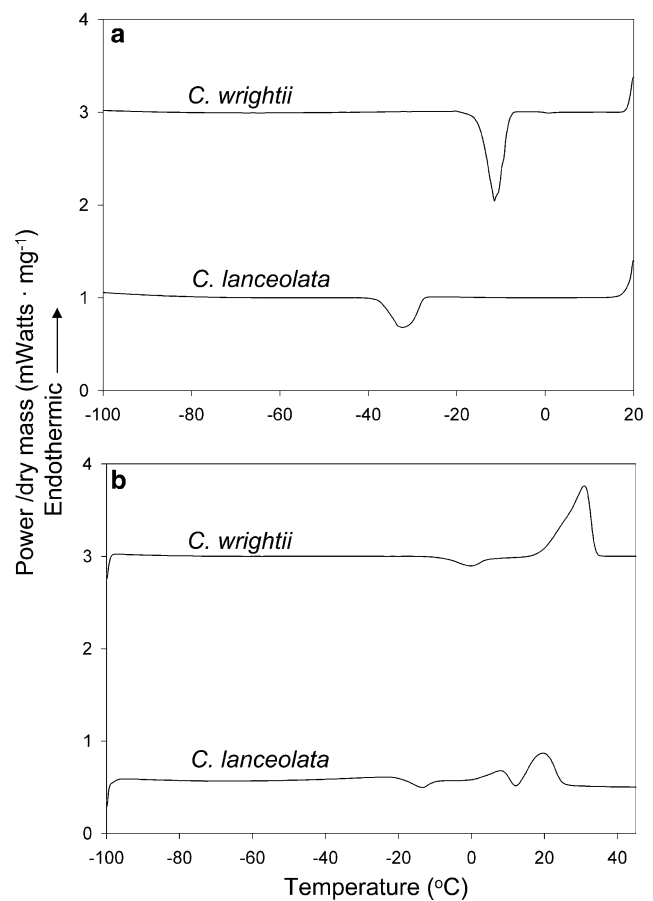 a
4
C. wrightii
3
2
C. lanceolata
1
0
-100 -80 -60 -40 -20 0 20
Power /dry mass (mWatts · mg-1)
Endothermic
b
4
C. wrightii
3
2
C. lanceolata
1
0
-100 -80 -60 -40 -20 0 20 40
Temperature (oC)